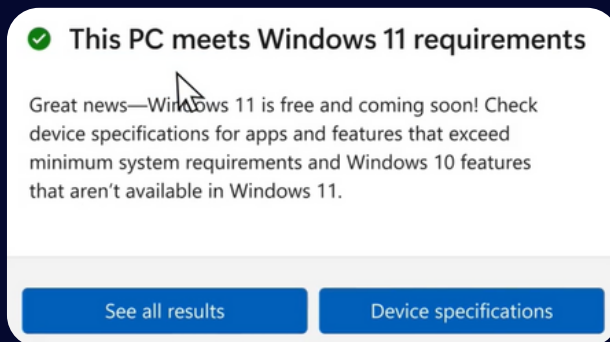 This PC meets Windows 11 requirements
Great news—Windows 11 is free and coming soon! Check
device specifications for apps and features that exceed
minimum system requirements and Windows 10 features
that aren’t available in Windows 11.
See all results
Device specifications